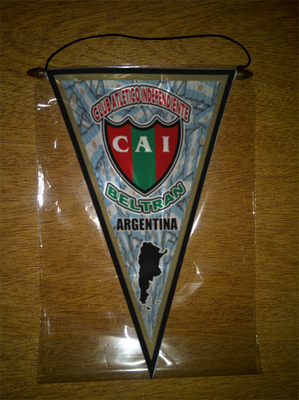 CLUB ATLETICO INDEPENDIENTE
CAI
BELTRAN
ARGENTINA